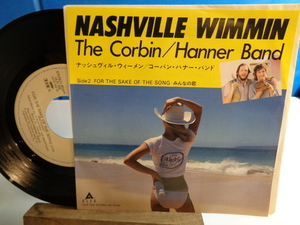 NASHVILLE WIMMIN
The Corbin/Hanner Band
ナッシュヴィル・ウィーメン/コーバン・ハナー・バンド
Side2 FOR THE SAKE OF THE SONG みんなの歌
ALFA